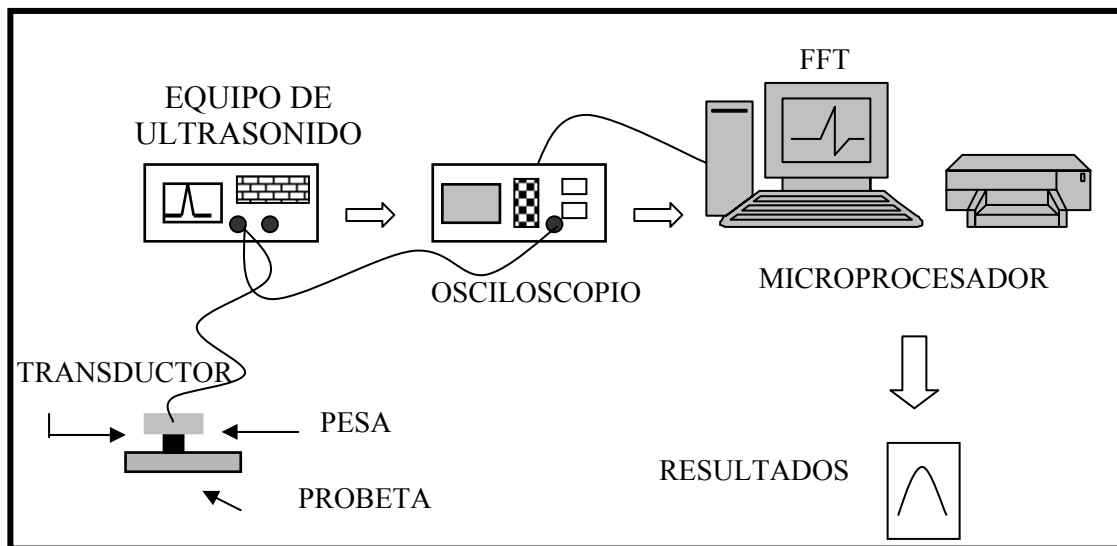 FFT
EQUIPO DE
ULTRASONIDO
OSCILOSCOPIO
MICROPROCESADOR
TRANSDUCTOR
PESA
PROBETA
RESULTADOS